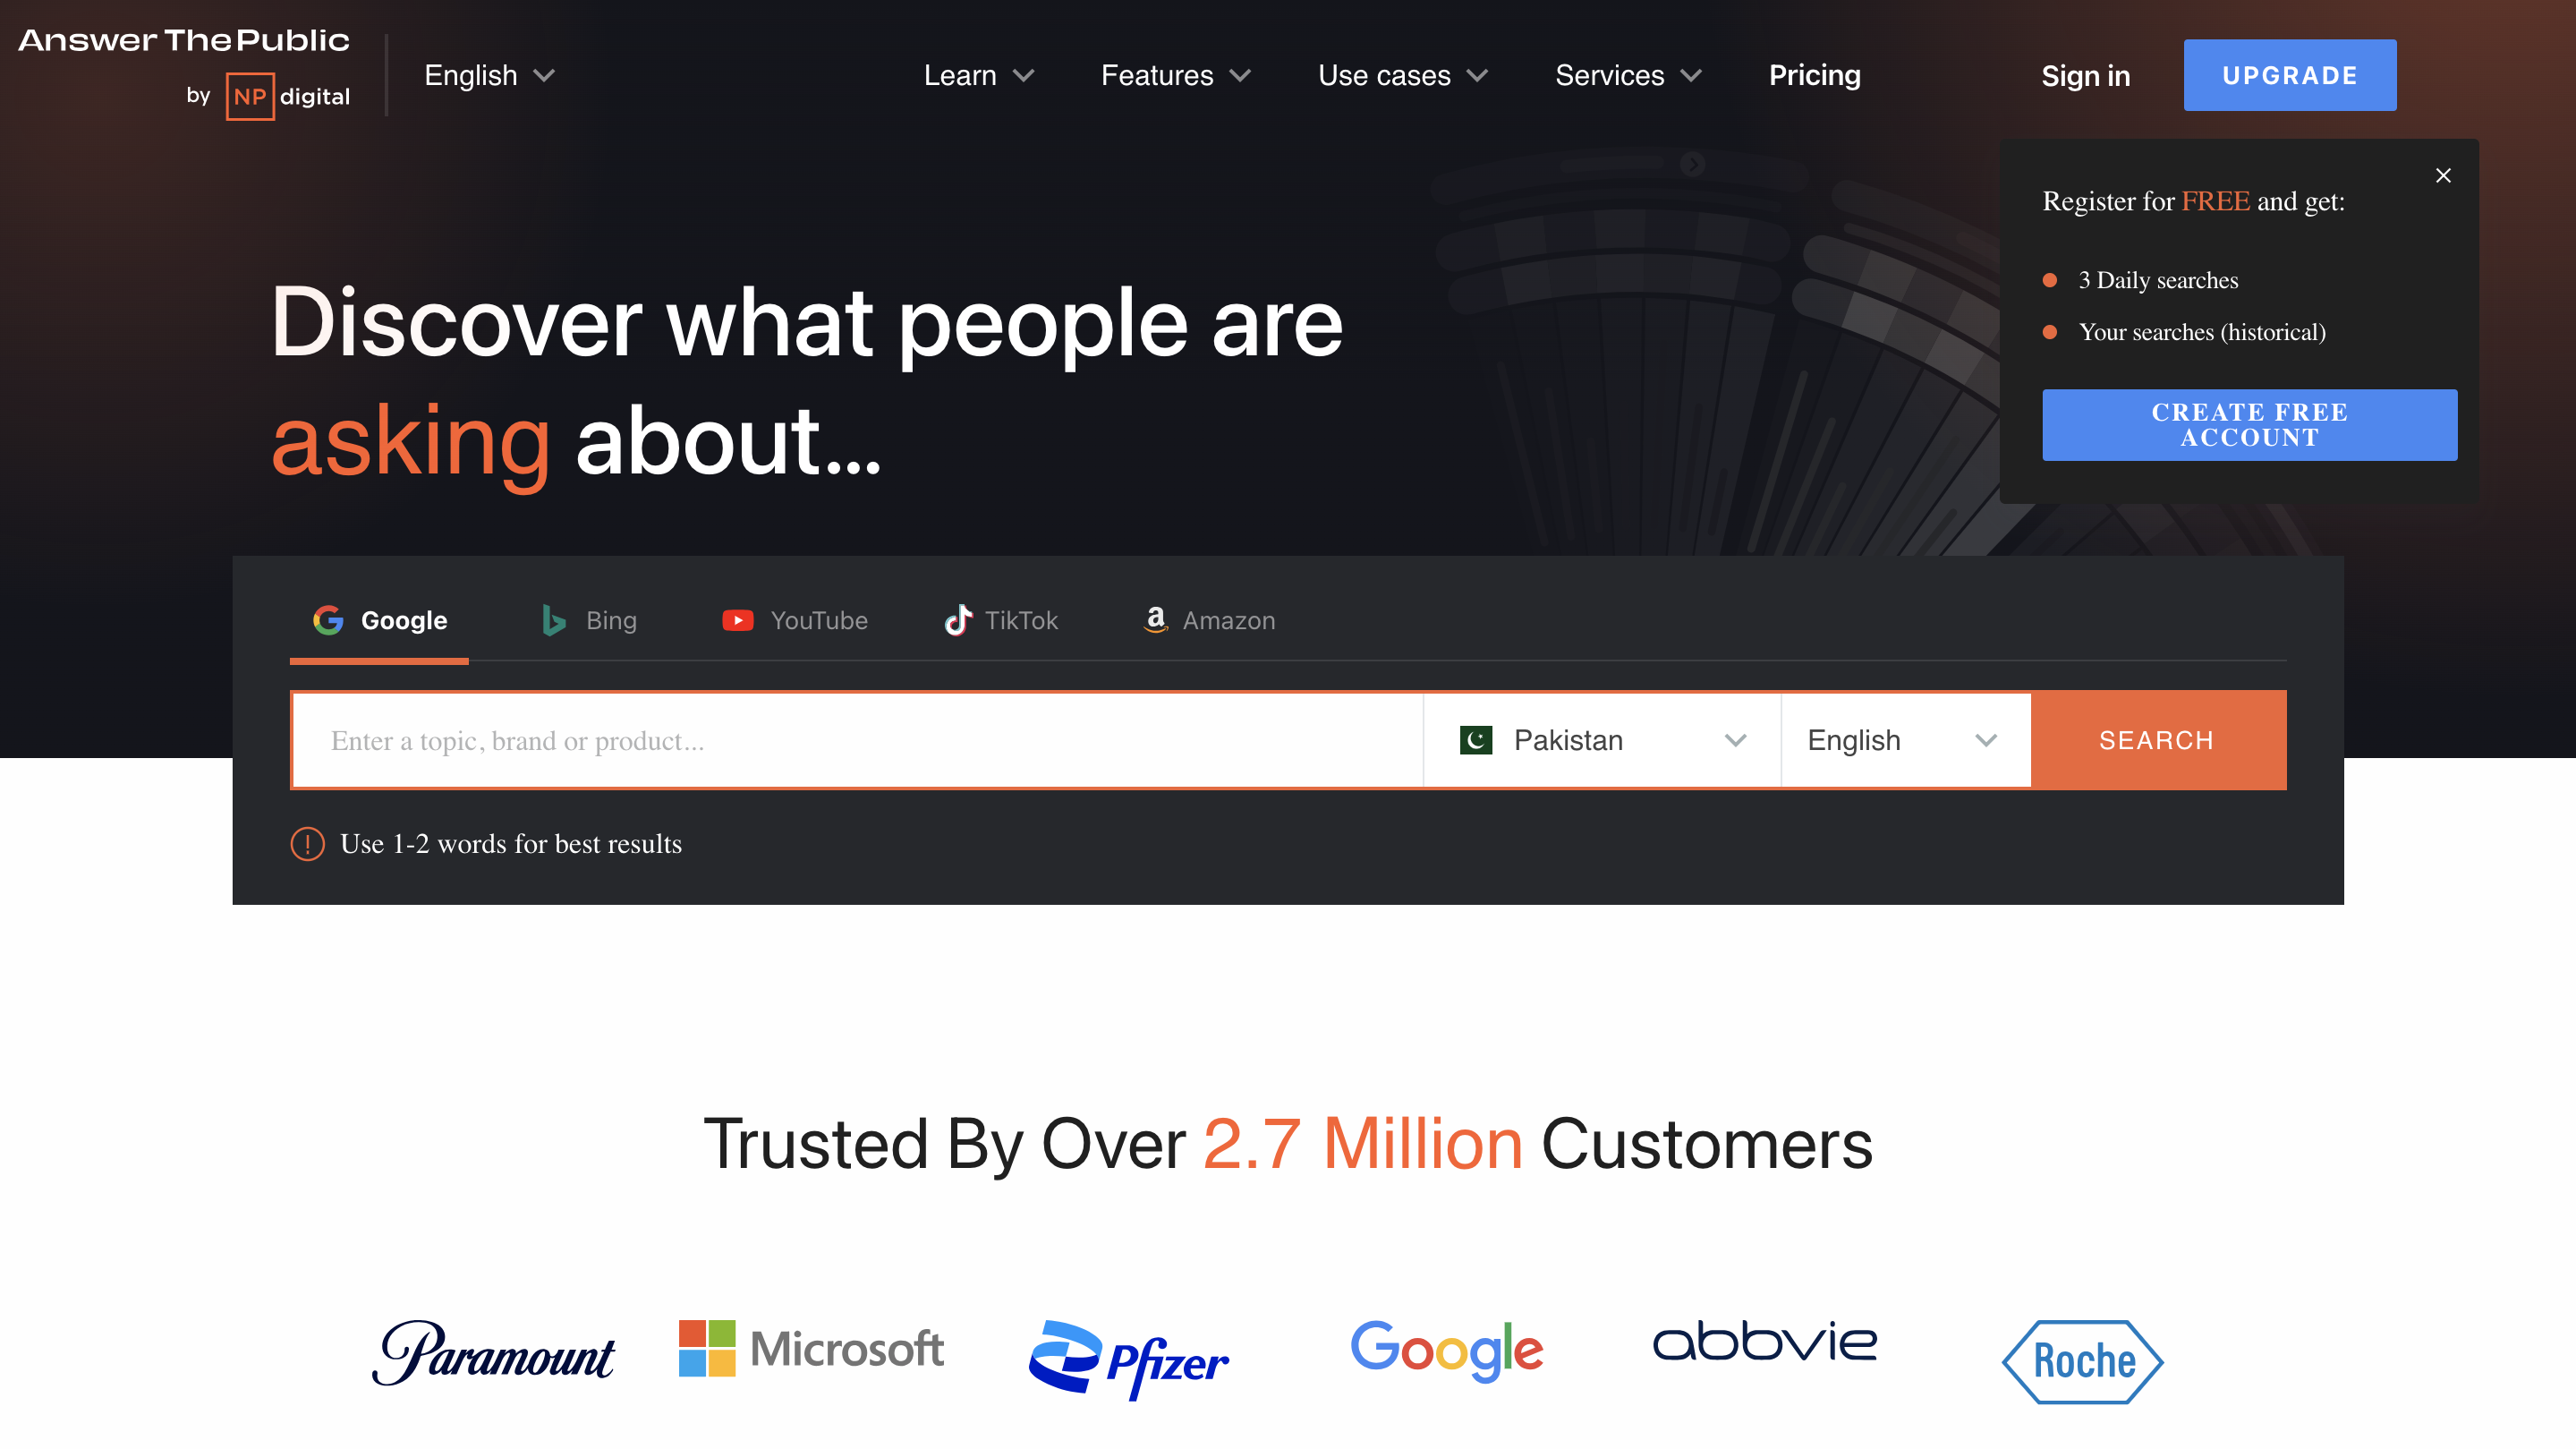 Answer The Public
by NP digital
English
Learn
Features
Use cases
Services
Pricing
Sign in
UPGRADE
Register for FREE and get:
3 Daily searches
Your searches (historical)
CREATE FREE
ACCOUNT
Discover what people are
asking about...
Google
Bing
YouTube
TikTok
Amazon
Enter a topic, brand or product...
Pakistan
English
SEARCH
Use 1-2 words for best results
Trusted By Over 2.7 Million Customers
Paramount
Microsoft
Pfizer
Google
abbvie
Roche